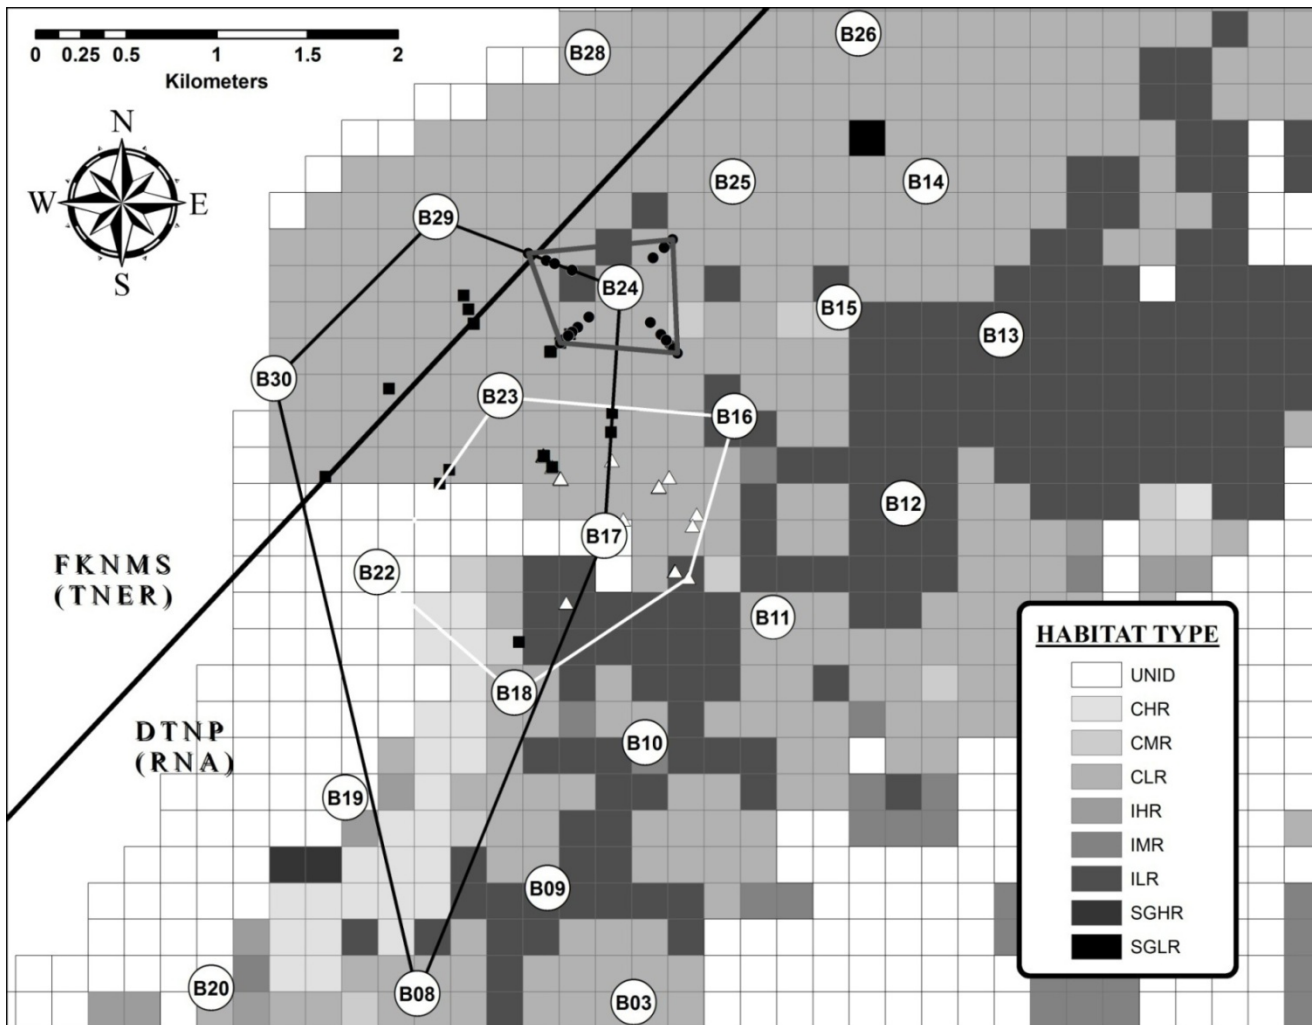 B28
B26
0 0.25 0.5 1 1.5 2
Kilometers
N
W E
S
B25
B14
B29
B24
B15
B13
B30
B23
B16
B12
B17
FKNMS
(TNER)
B22
B11
HABITAT TYPE
UNID
CHR
CMR
CLR
IHR
IMR
ILR
SGHR
SGLR
B18
DTNP
(RNA)
B10
B19
B09
B20
B08
B03